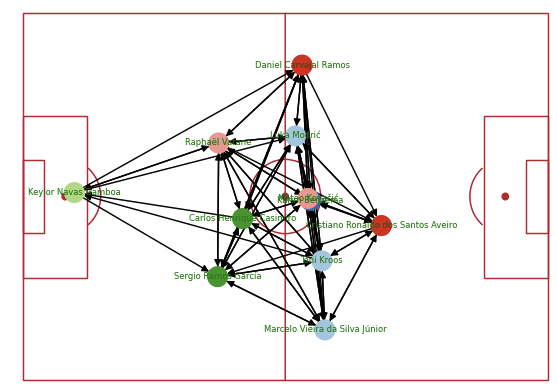 Daniel Carvajal Ramos
Luka Modrić
Raphaël Varane
Keylor Navas Gamboa
Carlos Henrique Casimiro
Cristiano Ronaldo dos Santos Aveiro
Toni Kroos
Sergio Ramos García
Marcelo Vieira da Silva Júnior